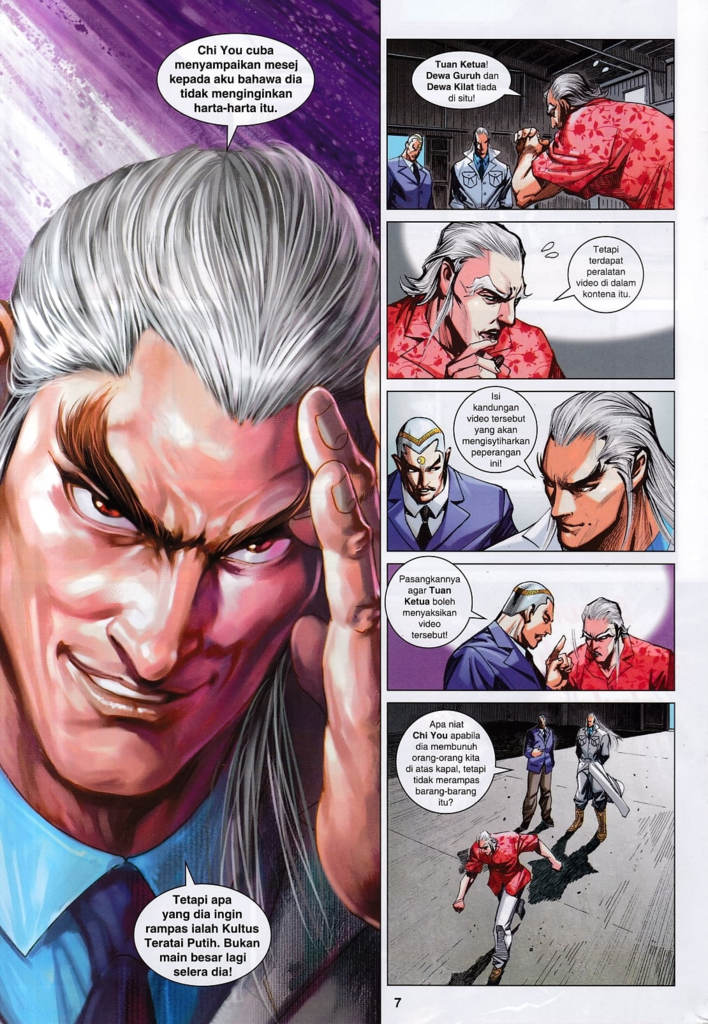 Tuan Ketua!
Dewa Guruh dan
Dewa Kilat tiada
di situ!
Tetapi
terdapat
peralatan
video di dalam
kontena itu.
Isi
kandungan
video tersebut
yang akan
mengisytiharkan
peperangan
ini!
Pasangkannya
agar Tuan
Ketua boleh
menyaksikan
video
tersebut!
Apa niat
Chi You apabila
dia membunuh
orang-orang kita
di atas kapal, tetapi
tidak merampas
barang-barang
itu?
Chi You cuba
menyampaikan mesej
kepada aku bahawa dia
tidak menginginkan
harta-harta itu.
Tetapi apa
yang dia ingin
rampas ialah Kultus
Teratai Putih. Bukan
main besar lagi
selera dia!
7